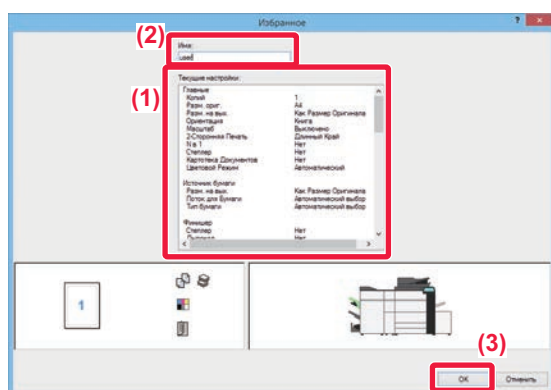 Избранное
? ×
(2)
Имя:
used
(1)
Текущие настройки:
Главные
Копий 1
Разм. ориг. A4
Разм. на вых. Как Размер Оригинала
Ориентация Книга
Масштаб Выключено
2-Сторонняя Печать Длинный Край
N в 1 Нет
Степлер Нет
Картотека Документов Нет
Цветовой Режим Автоматический
Источник бумаги
Разм. на вых. Как Размер Оригинала
Лоток для Бумаги Автоматический выбор
Тип бумаги Автоматический выбор
Финишер
Степлер Нет
Нет
1
(3)
OK Отменить